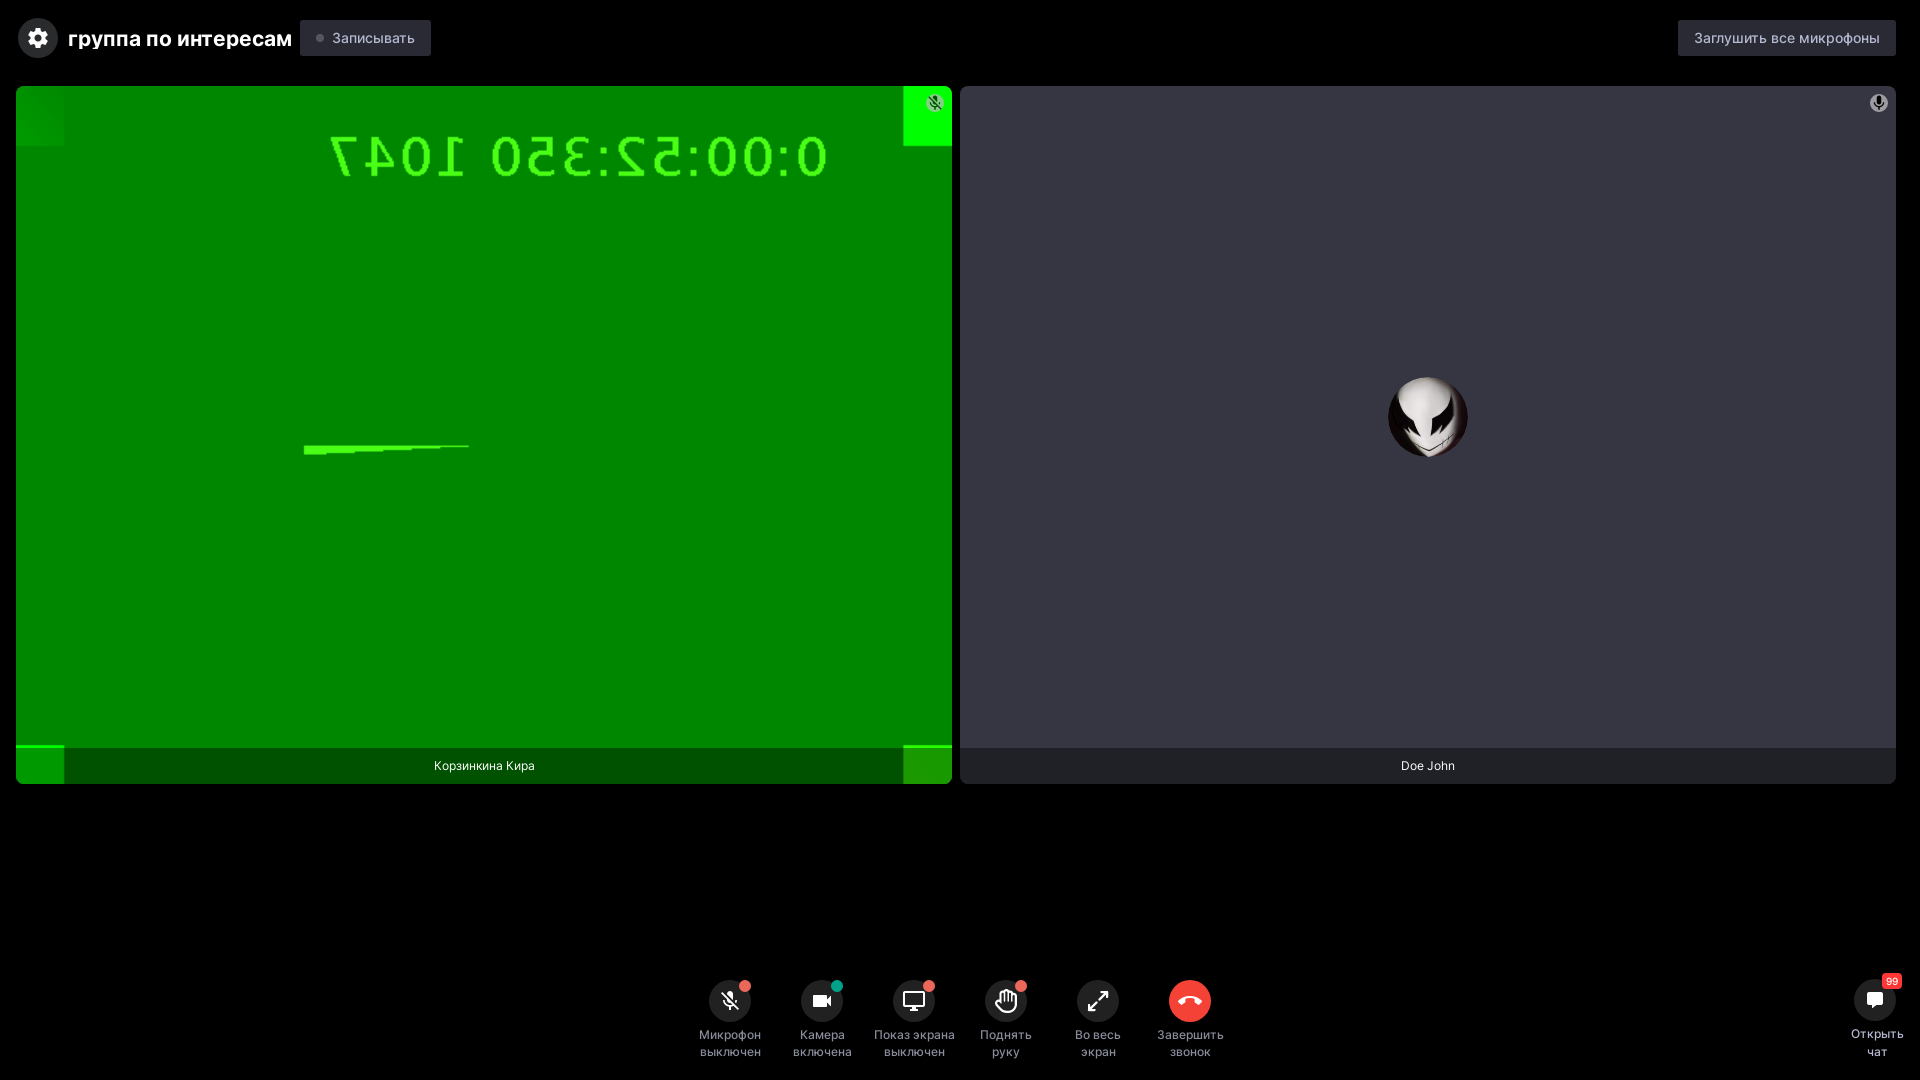 группа по интересам
Записывать
Заглушить все микрофоны
0:00:52:350 1047
Корзинкина Кира
Doe John
Микрофон выключен
Камера включена
Показ экрана выключен
Поднять руку
Во весь экран
Завершить звонок
99
Открыть чат